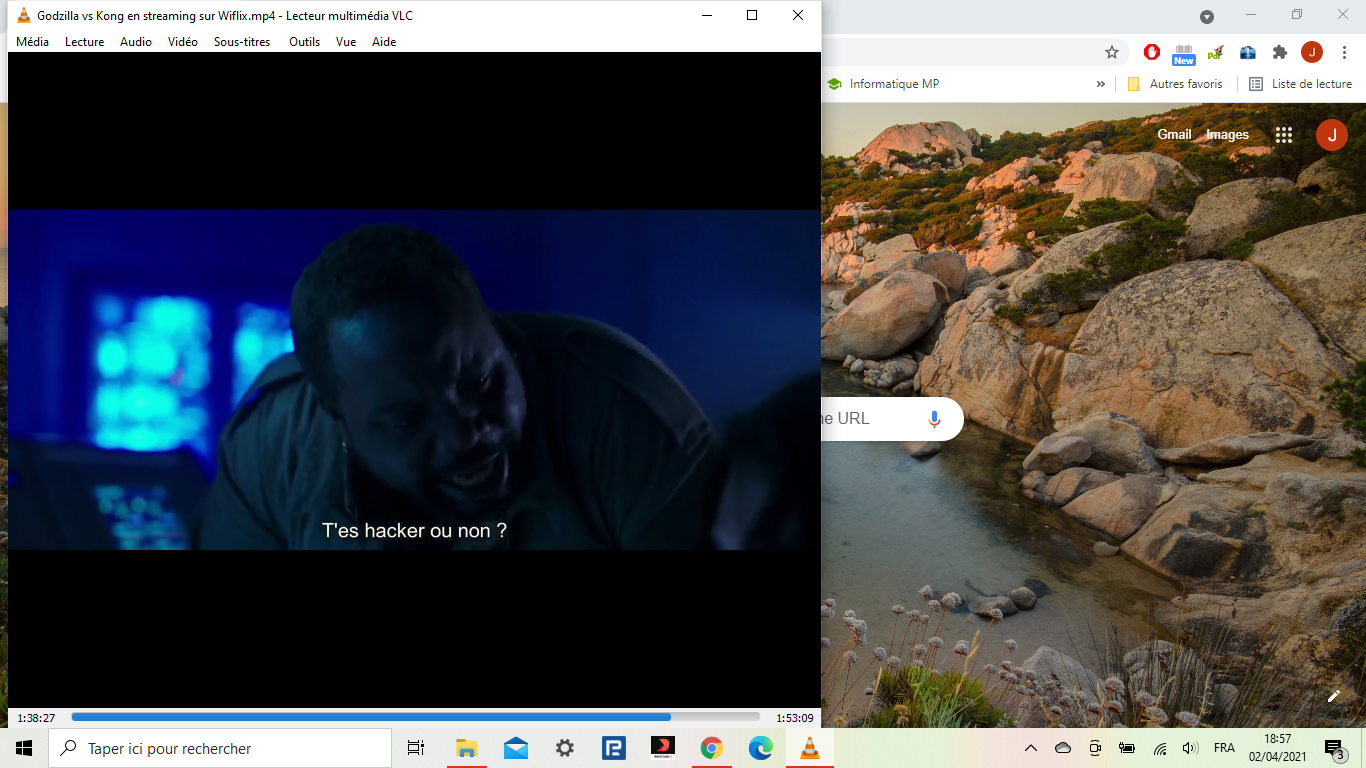 Godzilla vs Kong en streaming sur Wiflix.mp4 - Lecteur multimédia VLC
Média Lecture Audio Vidéo Sous-titres Outils Vue Aide
New
pdf
J
Informatique MP
»
Autres favoris
Liste de lecture
Gmail Images
J
ne URL
T'es hacker ou non ?
1:38:27
1:53:09
Taper ici pour rechercher
FRA
18:57
02/04/2021
3